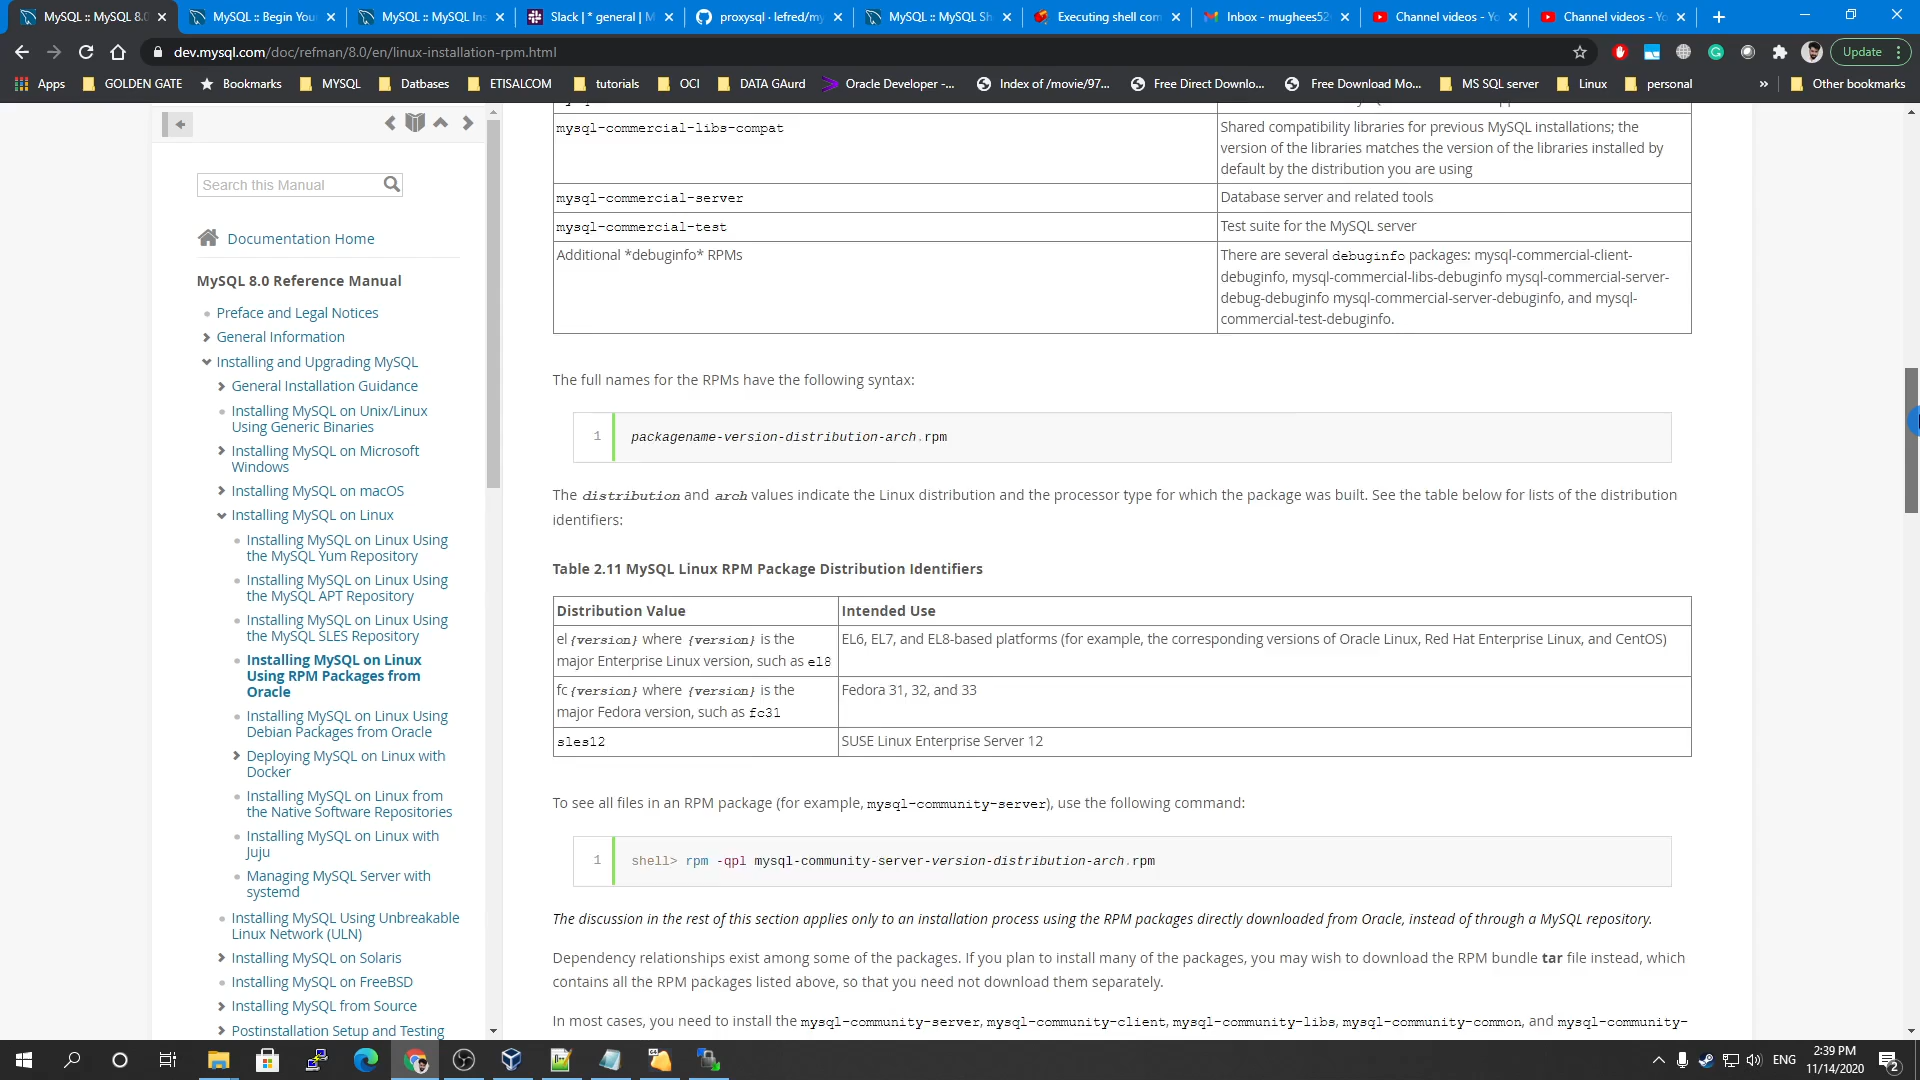 MySQL :: MySQL 8.0
MySQL :: Begin You
MySQL :: MySQL Ins
Slack | * general | M
proxysql · lefred/my
MySQL :: MySQL Sh
Executing shell com
Inbox - mughees52
Channel videos - Yo
Channel videos - Yo
dev.mysql.com/doc/refman/8.0/en/linux-installation-rpm.html
Update
Apps
GOLDEN GATE
Bookmarks
MYSQL
Datbases
ETISALCOM
tutorials
OCI
DATA GAurd
Oracle Developer -...
Index of /movie/97...
Free Direct Downlo...
Free Download Mo...
MS SQL server
Linux
personal
»
Other bookmarks
Search this Manual
Documentation Home
MySQL 8.0 Reference Manual
Preface and Legal Notices
General Information
Installing and Upgrading MySQL
General Installation Guidance
Installing MySQL on Unix/Linux
Using Generic Binaries
Installing MySQL on Microsoft
Windows
Installing MySQL on macOS
Installing MySQL on Linux
Installing MySQL on Linux Using
the MySQL Yum Repository
Installing MySQL on Linux Using
the MySQL APT Repository
Installing MySQL on Linux Using
the MySQL SLES Repository
Installing MySQL on Linux
Using RPM Packages from
Oracle
Installing MySQL on Linux Using
Debian Packages from Oracle
Deploying MySQL on Linux with
Docker
Installing MySQL on Linux from
the Native Software Repositories
Installing MySQL on Linux with
Juju
Managing MySQL Server with
systemd
Installing MySQL Using Unbreakable
Linux Network (ULN)
Installing MySQL on Solaris
Installing MySQL on FreeBSD
Installing MySQL from Source
Postinstallation Setup and Testing
mysql-commercial-libs-compat
Shared compatibility libraries for previous MySQL installations; the
version of the libraries matches the version of the libraries installed by
default by the distribution you are using
mysql-commercial-server
Database server and related tools
mysql-commercial-test
Test suite for the MySQL server
Additional *debuginfo* RPMs
There are several debuginfo packages: mysql-commercial-client-
debuginfo, mysql-commercial-libs-debuginfo mysql-commercial-server-
debug-debuginfo mysql-commercial-server-debuginfo, and mysql-
commercial-test-debuginfo.
The full names for the RPMs have the following syntax:
1 packagename-version-distribution-arch.rpm
The distribution and arch values indicate the Linux distribution and the processor type for which the package was built. See the table below for lists of the distribution
identifiers:
Table 2.11 MySQL Linux RPM Package Distribution Identifiers
Distribution Value
Intended Use
el{version} where {version} is the
major Enterprise Linux version, such as el8
EL6, EL7, and EL8-based platforms (for example, the corresponding versions of Oracle Linux, Red Hat Enterprise Linux, and CentOS)
fc{version} where {version} is the
major Fedora version, such as fc31
Fedora 31, 32, and 33
sles12
SUSE Linux Enterprise Server 12
To see all files in an RPM package (for example, mysql-community-server), use the following command:
1 shell> rpm -qpl mysql-community-server-version-distribution-arch.rpm
The discussion in the rest of this section applies only to an installation process using the RPM packages directly downloaded from Oracle, instead of through a MySQL repository.
Dependency relationships exist among some of the packages. If you plan to install many of the packages, you may wish to download the RPM bundle tar file instead, which
contains all the RPM packages listed above, so that you need not download them separately.
In most cases, you need to install the mysql-community-server, mysql-community-client, mysql-community-libs, mysql-community-common, and mysql-community-
ENG
2:39 PM
11/14/2020
2